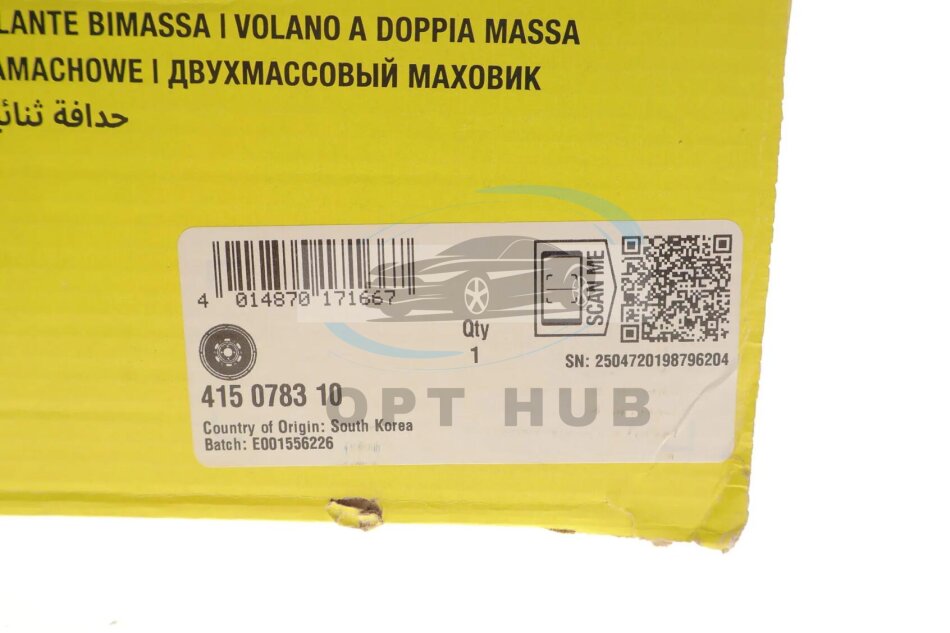 LANTE BIMASSA | VOLANO A DOPPIA MASSA
AMACHOWE | ДВУХМАССОВЫЙ МАХОВИК
حدافة ثنائي
4 014870 171667
Qty
1
SCAN ME
SN: 2504720198796204
415 0783 10
OPT HUB
Country of Origin: South Korea
Batch: E001556226